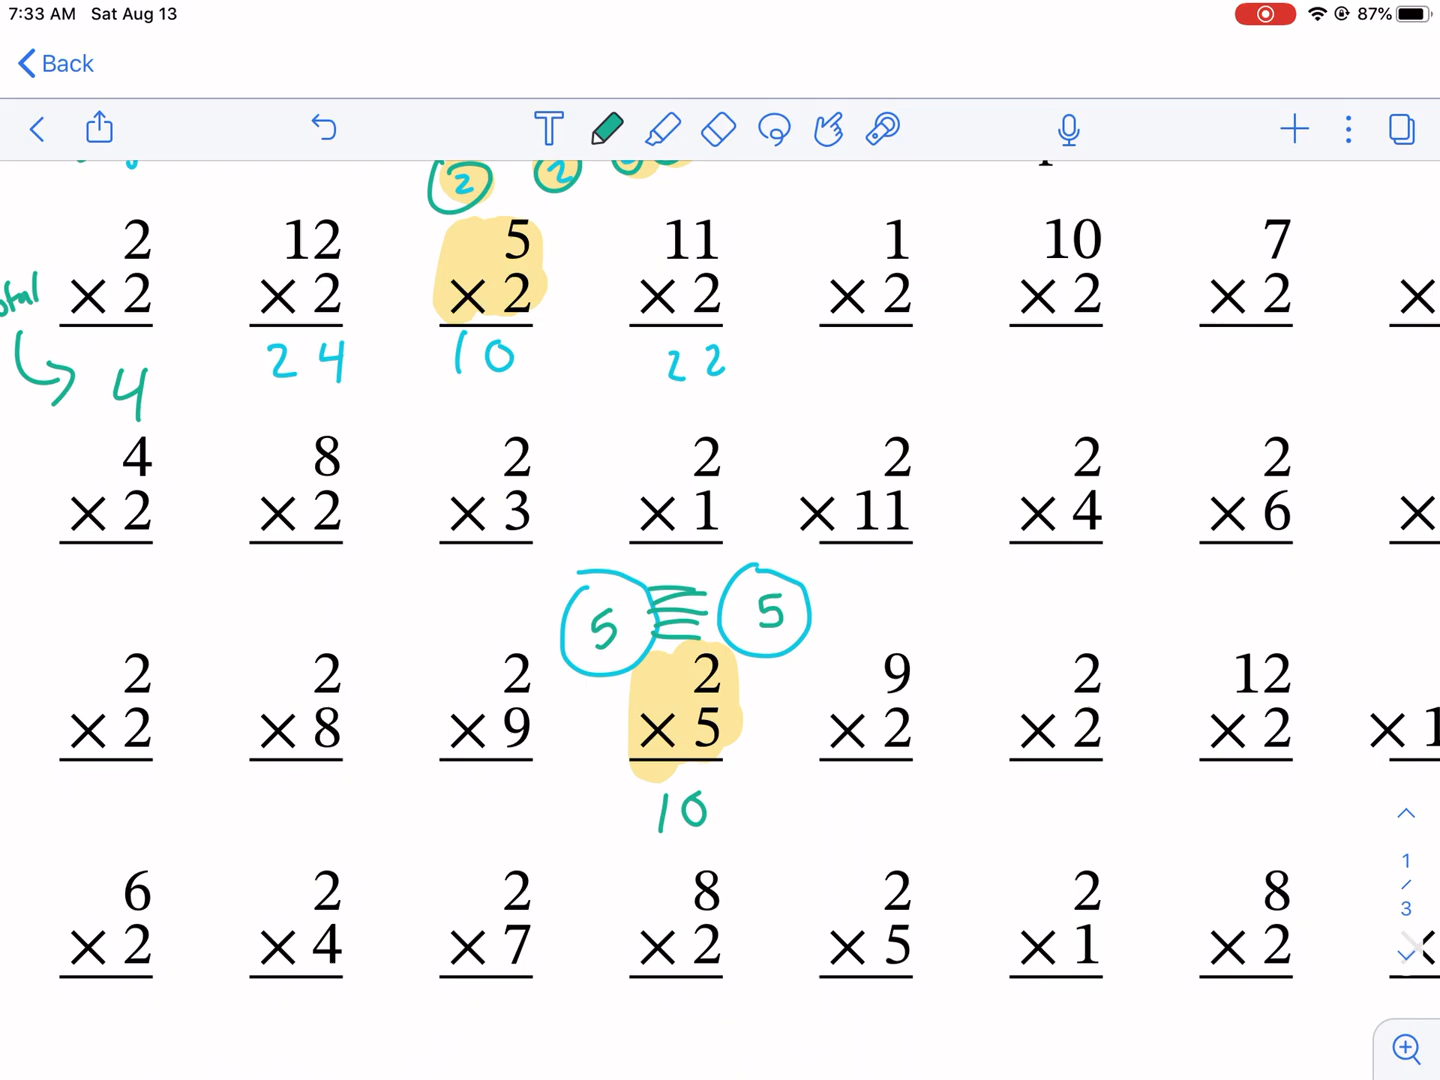 7:33 AM Sat Aug 13 87%
Back
T
2 2
2 12 5 11 1 10 7
× 2 × 2 × 2 × 2 × 2 × 2 × 2 ×
4 24 10 22
4 8 2 2 2 2 2
× 2 × 2 × 3 × 1 × 11 × 4 × 6 ×
5 5
2 2 2 2 9 2 12
× 2 × 8 × 9 × 5 × 2 × 2 × 2 × 1
10
1
/
3
6 2 2 8 2 2 8
× 2 × 4 × 7 × 2 × 5 × 1 × 2 ×